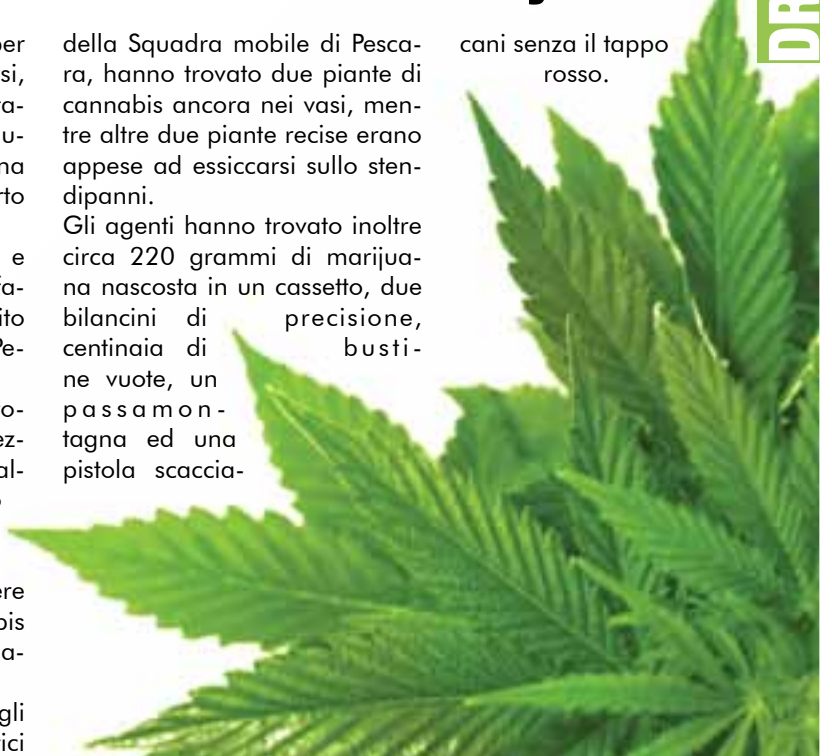 della Squadra mobile di Pesca-
ra, hanno trovato due piante di
cannabis ancora nei vasi, men-
tre altre due piante recise erano
appese ad essiccarsi sullo sten-
dipanni.
Gli agenti hanno trovato inoltre
circa 220 grammi di marijua-
na nascosta in un cassetto, due
bilancini di precisione,
centinaia di busti-
ne vuote, un
passamon-
tagna ed una
pistola scaccia-
cani senza il tappo
rosso.
DR